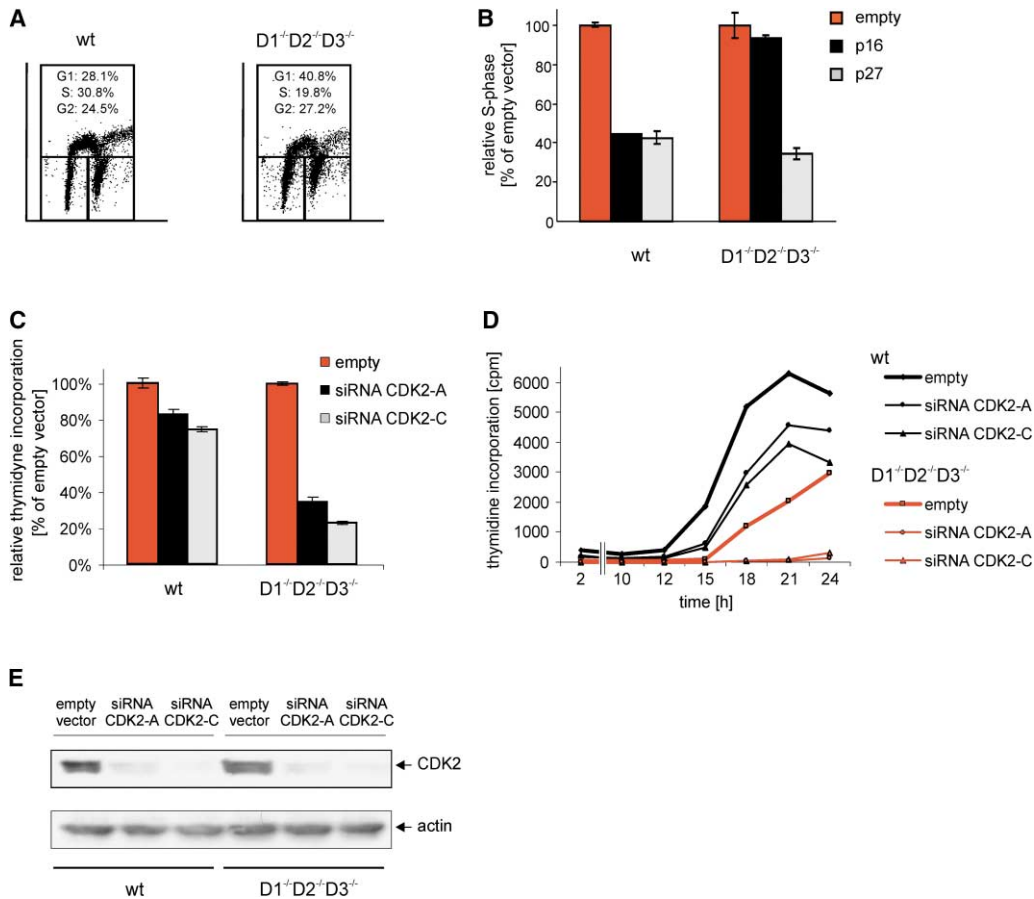 A
wt
D1⁻/⁻D2⁻/⁻D3⁻/⁻
G1: 28.1%
S: 30.8%
G2: 24.5%
G1: 40.8%
S: 19.8%
G2: 27.2%
B
relative S-phase
[% of empty vector]
100
80
60
40
20
0
wt
D1⁻/⁻D2⁻/⁻D3⁻/⁻
empty
p16
p27
C
relative thymidyne incorporation
[% of empty vector]
100%
80%
60%
40%
20%
0%
wt
D1⁻/⁻D2⁻/⁻D3⁻/⁻
empty
siRNA CDK2-A
siRNA CDK2-C
D
thymidine incorporation [cpm]
6000
5000
4000
3000
2000
1000
0
2 10 12 15 18 21 24
time [h]
wt
empty
siRNA CDK2-A
siRNA CDK2-C
D1⁻/⁻D2⁻/⁻D3⁻/⁻
empty
siRNA CDK2-A
siRNA CDK2-C
E
empty vector
siRNA CDK2-A
siRNA CDK2-C
empty vector
siRNA CDK2-A
siRNA CDK2-C
CDK2
actin
wt
D1⁻/⁻D2⁻/⁻D3⁻/⁻